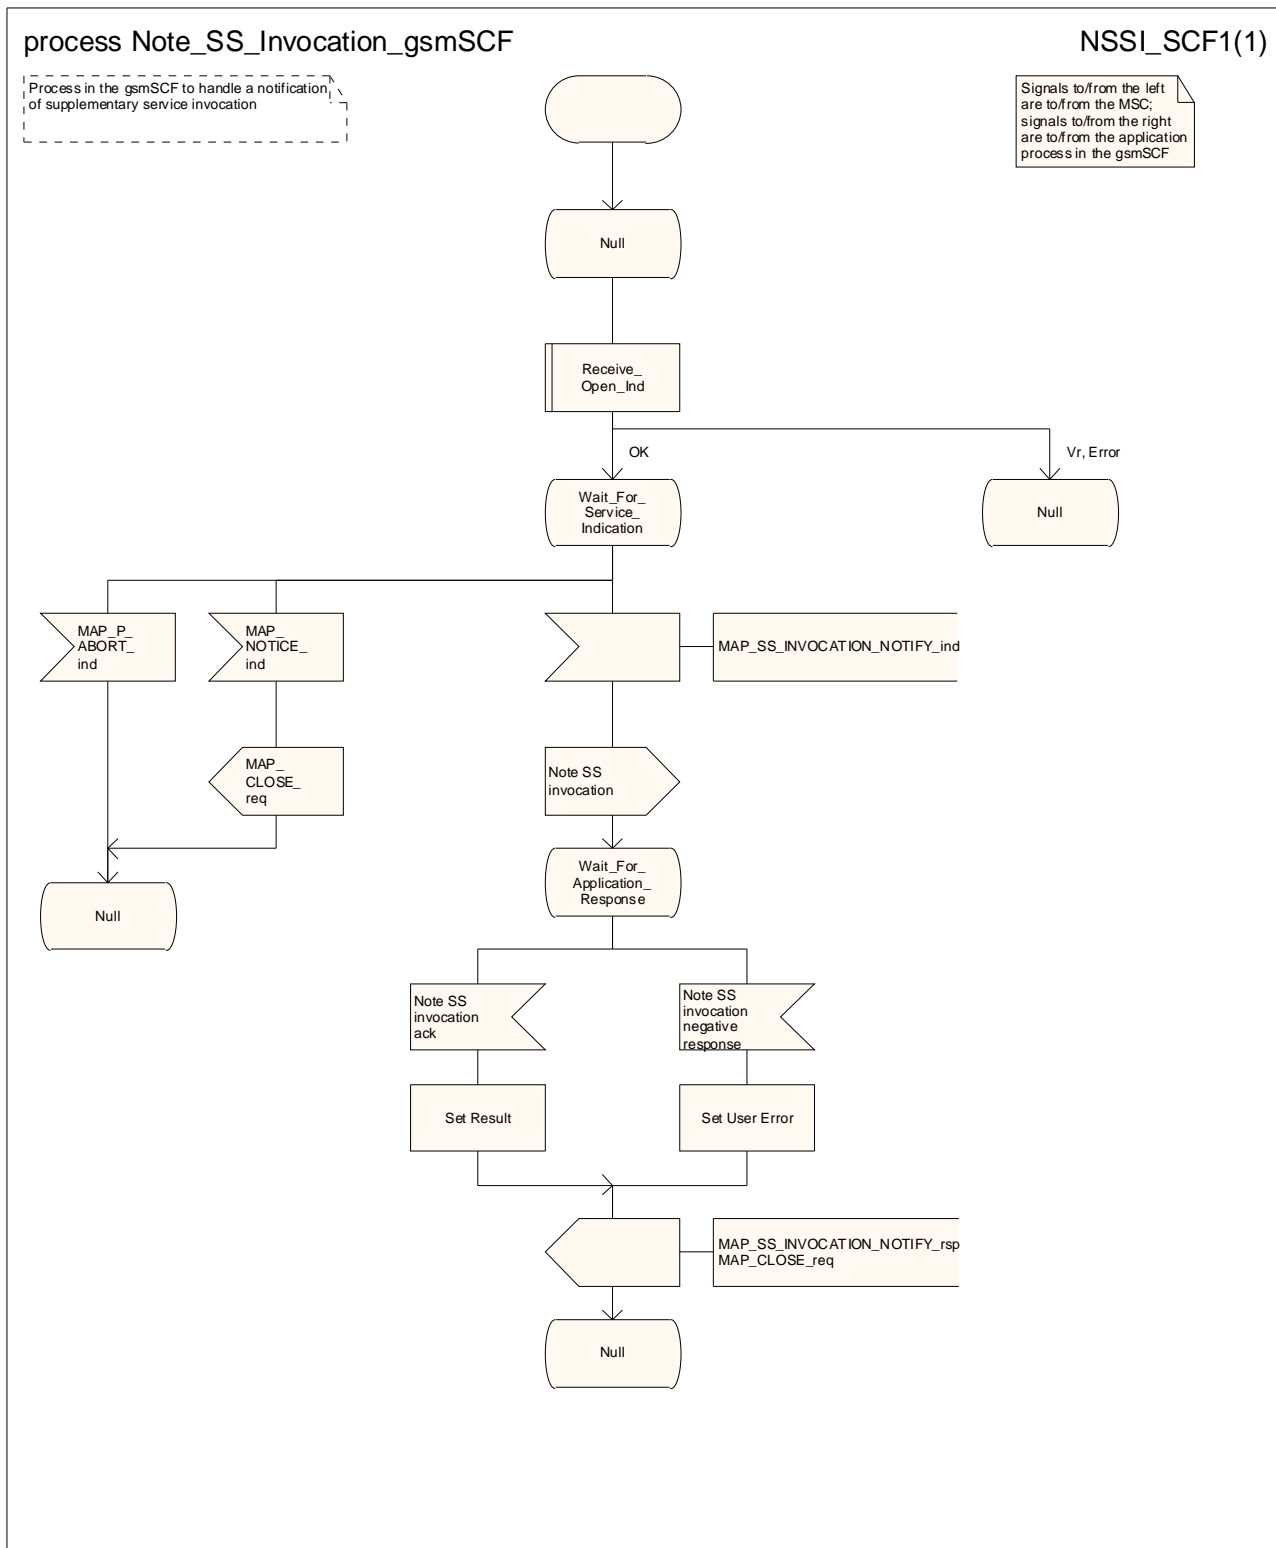 process Note_SS_Invocation_gsmSCF
NSSI_SCF1(1)
Process in the gsmSCF to handle a notification
of supplementary service invocation
Signals to/from the left
are to/from the MSC;
signals to/from the right
are to/from the application
process in the gsmSCF
Null
Receive_
Open_Ind
OK
Vr, Error
Wait_For_
Service_
Indication
Null
MAP_P_
ABORT_
ind
MAP_
NOTICE_
ind
MAP_SS_INVOCATION_NOTIFY_ind
MAP_
CLOSE_
req
Note SS
invocation
Wait_For_
Application_
Response
Null
Note SS
invocation
ack
Note SS
invocation
negative
response
Set Result
Set User Error
MAP_SS_INVOCATION_NOTIFY_rsp
MAP_CLOSE_req
Null